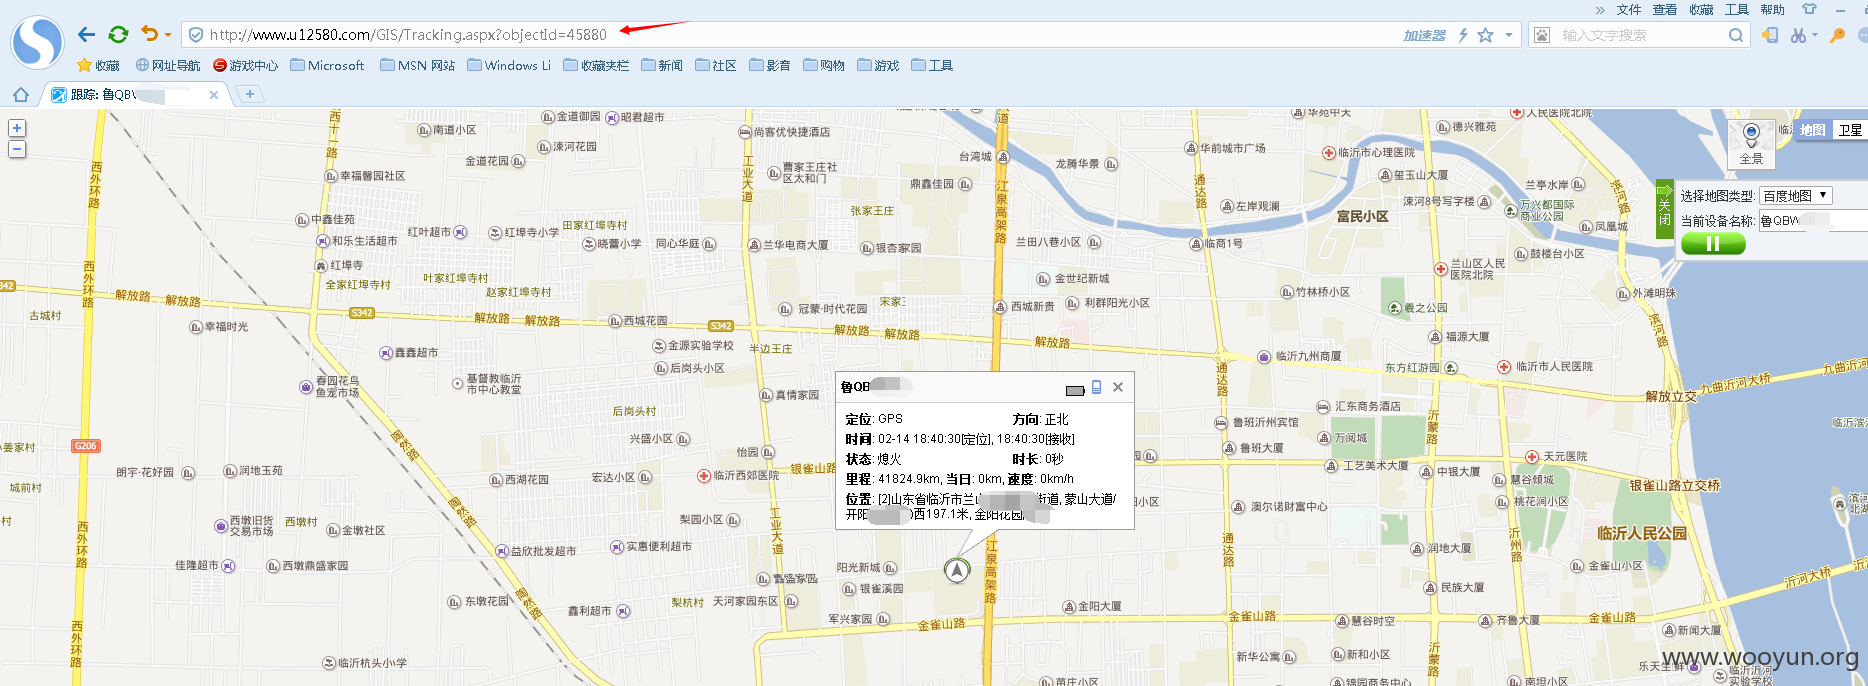 » 文件 查看 收藏 工具 帮助
http://www.u12580.com/GIS/Tracking.aspx?objectId=45880
加速器
输入文字搜索
收藏 网址导航 游戏中心 Microsoft MSN 网站 Windows Li 收藏夹栏 新闻 社区 影音 购物 游戏 工具
跟踪: 鲁QBV
地图 卫星
全景
关闭
选择地图类型: 百度地图
当前设备名称: 鲁QBV
鲁QB
定位: GPS 方向: 正北
时间: 02-14 18:40:30[定位], 18:40:30[接收]
状态: 熄火 时长: 0秒
里程: 41824.9km, 当日: 0km, 速度: 0km/h
位置: [2]山东省临沂市兰山 街道, 蒙山大道/
开阳 )西197.1米, 金阳花园
西十一路
南道小区
金道御园
昭君超市
涑河花园
金道花园
尚客优快捷酒店
台湾城
龙腾华景
华苑中天
德兴雅苑
人民医院北院
华前城市广场
临沂市心理医院
玺玉山大厦
兰亭水岸
涑河8号写字楼
万兴都国际
商业公园
凤凰城
富民小区
左岸观澜
临商1号
幸福馨园社区
曹家王庄社
区太和门
鼎鑫佳园
张家王庄
中鑫佳苑
和乐生活超市
红叶超市
红埠寺小学
田家红埠寺村
晓蕾小学
同心华庭
兰华电商大厦
银杏家园
兰田八巷小区
鼓楼台小区
兰山区人民
医院北院
红埠寺
全家红埠寺村
叶家红埠寺村
赵家红埠寺村
金世纪新城
竹林桥小区
羲之公园
外滩明珠
西外环路
工业大道
江泉高架路
通达路
滨河路
解放路
S342
古城村
幸福时光
西城花园
冠蒙·时代花园
西城新贵
利群阳光小区
福源大厦
鑫鑫超市
金源实验学校
半边王庄
后岗头小区
临沂九州商厦
东方红游园
临沂市人民医院
九曲沂河大桥
解放立交
春园花鸟
鱼宠市场
基督教临沂
市中心教堂
真情家园
后岗头村
汇东商务酒店
沂蒙路
鲁班沂州宾馆
万阅城
G206
兴盛小区
怡园
鲁班大厦
朗宇·花好园
润地玉苑
西湖花园
宏达小区
临沂西郊医院
银雀山路
工艺美术大厦
中银大厦
天元医院
慧谷倾城
银雀山路立交桥
桃花涧小区
城前村
西墩旧货
交易市场
西墩村
金墩社区
梨园小区
澳尔诺财富中心
沂州路
临沂人民公园
佳隆超市
西墩鼎盛家园
益欣批发超市
实惠便利超市
阳光新城
润地大厦
金雀山小区
鑫盛家园
银雀溪园
民族大厦
沂河大桥
东墩花园
鑫利超市
梨杭村
天河家园东区
军兴家园
金雀山路
金阳大厦
慧谷时空
齐鲁大厦
新闻大厦
临沂杭头小学
新华公寓
新和小区
苗庄小区
锦园商务中心
南坦小区
www.wooyun.org